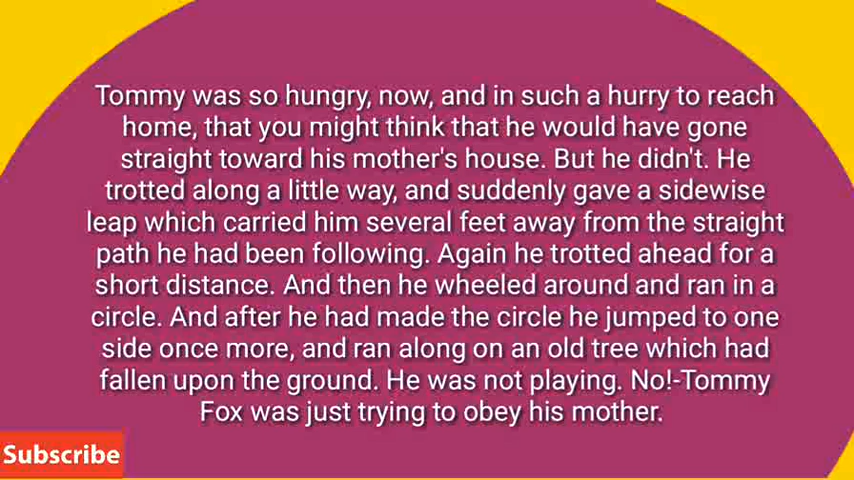 Tommy was so hungry, now, and in such a hurry to reach
home, that you might think that he would have gone
straight toward his mother's house. But he didn't. He
trotted along a little way, and suddenly gave a sidewise
leap which carried him several feet away from the straight
path he had been following. Again he trotted ahead for a
short distance. And then he wheeled around and ran in a
circle. And after he had made the circle he jumped to one
side once more, and ran along on an old tree which had
fallen upon the ground. He was not playing. No!-Tommy
Fox was just trying to obey his mother.
Subscribe